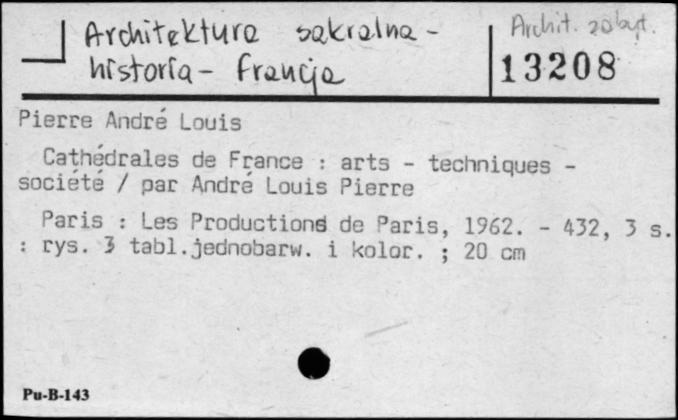 Architektura sakralna - Archit. zabyt.
historia - Francja 13208
Pierre André Louis
Cathédrales de France : arts - techniques -
société / par André Louis Pierre
Paris : Les Productions de Paris, 1962. - 432, 3 s.
: rys. 3 tabl.jednobarw. i kolor. ; 20 cm
Pu-B-143